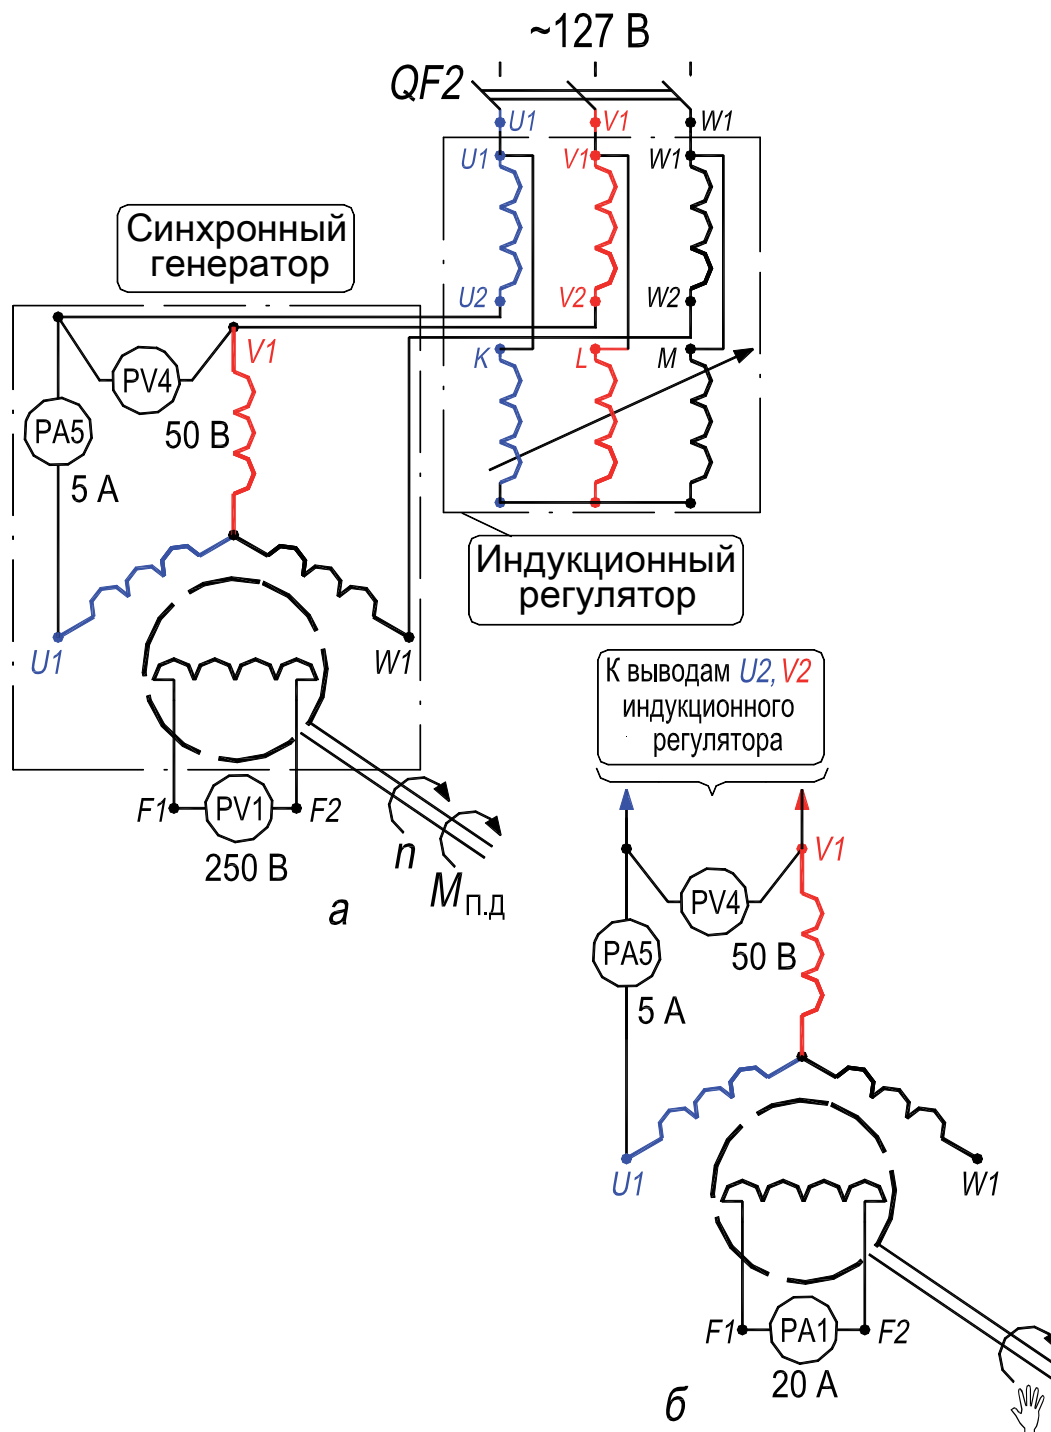 ~127 В
QF2
U1 V1 W1
U1 V1 W1
Синхронный
генератор
U2 V2 W2
K L M
V1
PV4
PA5
50 В
5 А
Индукционный
регулятор
U1
W1
F1 PV1 F2
250 В
n
М П.Д
а
К выводам U2, V2
индукционного
регулятора
V1
PV4
PA5
50 В
5 А
U1
W1
F1 PA1 F2
20 А
б